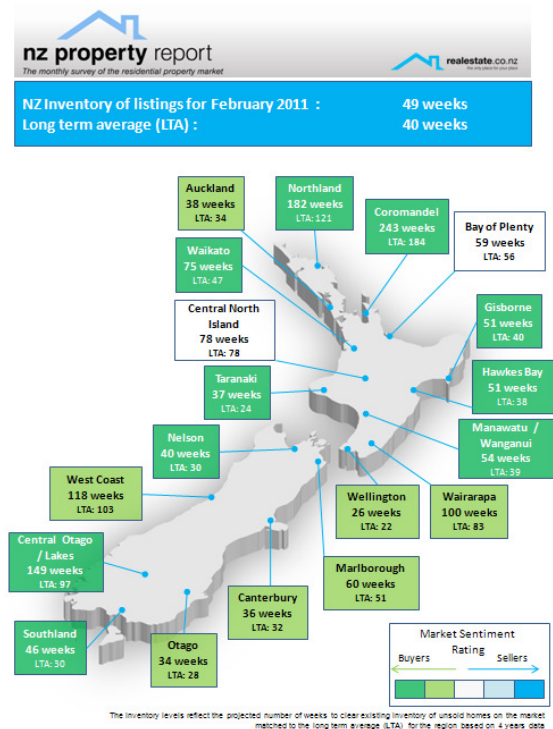 nz property report
The monthly survey of the residential property market
realestate.co.nz
the only place for your place
NZ Inventory of listings for February 2011 : 49 weeks
Long term average (LTA) : 40 weeks
Auckland
38 weeks
LTA: 34
Northland
182 weeks
LTA: 121
Coromandel
243 weeks
LTA: 184
Bay of Plenty
59 weeks
LTA: 56
Waikato
75 weeks
LTA: 47
Central North
Island
78 weeks
LTA: 78
Gisborne
51 weeks
LTA: 40
Taranaki
37 weeks
LTA: 24
Hawkes Bay
51 weeks
LTA: 38
Nelson
40 weeks
LTA: 30
Manawatu /
Wanganui
54 weeks
LTA: 39
West Coast
118 weeks
LTA: 103
Wellington
26 weeks
LTA: 22
Wairarapa
100 weeks
LTA: 83
Central Otago
/ Lakes
149 weeks
LTA: 97
Canterbury
36 weeks
LTA: 32
Marlborough
60 weeks
LTA: 51
Southland
46 weeks
LTA: 30
Otago
34 weeks
LTA: 28
Market Sentiment
Rating
Buyers Sellers
The inventory levels reflect the projected number of weeks to clear existing inventory of unsold homes on the market
matched to the long term average (LTA) for the region based on 4 years data